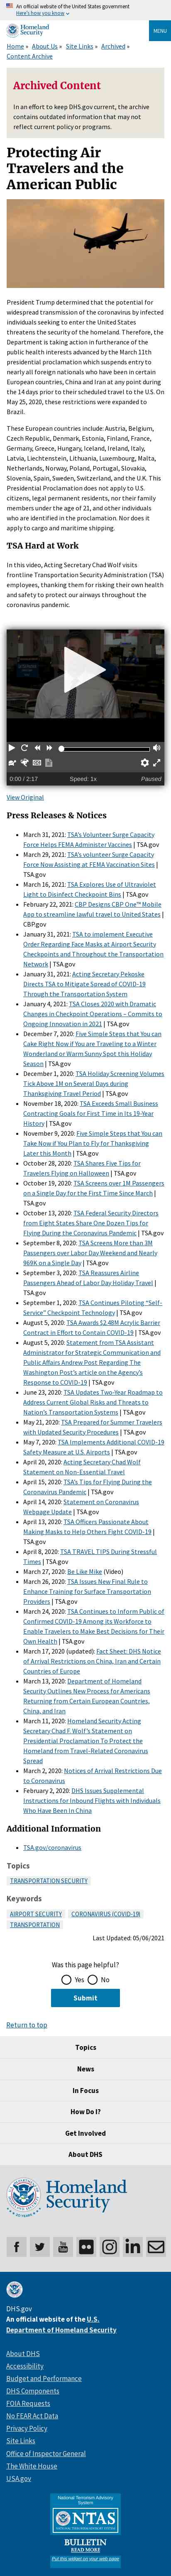 An official website of the United States government
Here's how you know
Homeland
Security
MENU
Home » About Us » Site Links » Archived »
Content Archive
Archived Content
In an effort to keep DHS.gov current, the archive
contains outdated information that may not
reflect current policy or programs.
Protecting Air
Travelers and the
American Public
President Trump determined that the potential for
undetected transmission of the virus by infected
individuals seeking to enter the United States
from the Schengen Area and Ireland threatens the
security of our transportation system and
infrastructure and the national security. Therefore, the
Department is taking action to help protect public
health interests advanced by the March 11th
proclamation. Foreign nationals who have been in certain
European countries, China and Iran at any point during
14 days prior to their scheduled travel to the U.S.
On May 25, 2020, these restrictions were expanded to
Brazil.
These European countries include: Austria, Belgium,
Czech Republic, Denmark, Estonia, Finland, France,
Germany, Greece, Hungary, Iceland, Ireland, Italy,
Latvia, Liechtenstein, Lithuania, Luxembourg, Malta,
Netherlands, Norway, Poland, Portugal, Slovakia,
Slovenia, Spain, Sweden, Switzerland, and the U.K. This
Presidential Proclamation does not apply to U.S.
citizens, legal permanent residents, nor their
immediate families who will be given
instructions about moving forward. Nor does it
apply to cargo shipments and maritime shipping.
TSA Hard at Work
In this video, Acting Secretary Chad Wolf visits
frontline Transportation Security Administration (TSA)
employees, thanking them for their work during the
coronavirus pandemic.
0:00 / 2:17 Speed: 1x Paused
View Original
Press Releases & Notices
March 31, 2021: TSA's Volunteer Surge Capacity
Force Helps FEMA Administer Vaccines | TSA.gov
March 30, 2021: TSA's volunteer Surge Capacity
Force Now Assisting at FEMA Vaccination Sites |
TSA.gov
March 16, 2021: TSA Explores Use of Ultraviolet
Light to Disinfect Checkpoint Bins | TSA.gov
February 22, 2021: CBP Designs CBP One™ Mobile
App to streamline lawful travel to United States |
CBP.gov
January 31, 2021: TSA to implement Executive
Order Regarding Face Masks at Airport Security
Checkpoints and Throughout the Transportation
Network | TSA.gov
January 31, 2021: Acting Secretary Pekoske
Directs TSA to Mitigate Spread of COVID-19
Through the Transportation System
January 4, 2021: TSA Closes 2020 with Dramatic
Changes in Checkpoint Operations – Commits to
Ongoing Innovation in 2021 | TSA.gov
December 7, 2020: Five Simple Steps that You can
Take Right Now if You are Traveling to a Winter
Wonderland or Warm Sunny Spot this Holiday
Season | TSA.gov
December 1, 2020: TSA Holiday Screening Volumes
Tick Above 1M on Several Days during
Thanksgiving Travel Period | TSA.gov
November 18, 2020: TSA Exceeds Small Business
Contracting Goals for First Time in Its 19-Year
History | TSA.gov
November 17, 2020: Five Simple Steps that You can
Take Now if You Plan to Fly for Thanksgiving
Later this Month | TSA.gov
October 28, 2020: TSA Shares Five Tips for
Travelers Flying on Halloween | TSA.gov
October 19, 2020: TSA Screens over 1M Passengers
on a Single Day for the First Time Since March |
TSA.gov
October 13, 2020: TSA Federal Security Directors
from Eight States Share One Dozen Tips for
Flying During the Coronavirus Pandemic | TSA.gov
September 8, 2020: TSA Screens More than 3M
Passengers over Labor Day Weekend and Nearly
969K on a Single Day | TSA.gov
September 1, 2020: TSA Reassures Airline
Passengers Ahead of Labor Day Holiday Travel |
TSA.gov
September 1, 2020: TSA Continues Piloting "Self-
Service" Checkpoint Technology | TSA.gov
August 5, 2020: TSA Awards $2.48M Acrylic Barrier
Contract in Effort to Contain COVID-19 | TSA.gov
August 5, 2020: Statement from TSA Assistant
Administrator for Strategic Communication and
Public Affairs Andrew Post Regarding The
Washington Post's article on the Agency's
Response to COVID-19 | TSA.gov
June 23, 2020: TSA Updates Two-Year Roadmap to
Address Current Global Risks and Threats to
Nation's Transportation Systems | TSA.gov
May 21, 2020: TSA Prepared for Summer Travelers
with Updated Security Procedures | TSA.gov
May 7, 2020: TSA Implements Additional COVID-19
Safety Measure at U.S. Airports | TSA.gov
April 20, 2020: Acting Secretary Chad Wolf
Statement on Non-Essential Travel
April 15, 2020: TSA's Tips for Flying During the
Coronavirus Pandemic | TSA.gov
April 14, 2020: Statement on Coronavirus
Webpage Update | TSA.gov
April 13, 2020: TSA Officers Passionate About
Making Masks to Help Others Fight COVID-19 |
TSA.gov
April 8, 2020: TSA TRAVEL TIPS During Stressful
Times | TSA.gov
March 27, 2020: Be Like Mike (Video)
March 26, 2020: TSA Issues New Final Rule to
Enhance Training for Surface Transportation
Providers | TSA.gov
March 17, 2020: TSA Continues to Inform Public of
Confirmed COVID-19 Among its Workforce to
Enable Travelers to Make Best Decisions for Their
Own Health | TSA.gov
March 17, 2020 (updated): Fact Sheet: DHS Notice
of Arrival Restrictions on China, Iran and Certain
Countries of Europe
March 13, 2020: Department of Homeland
Security Outlines New Process for Americans
Returning from Certain European Countries,
China, and Iran
March 11, 2020: Homeland Security Acting
Secretary Chad F. Wolf's Statement on
Presidential Proclamation To Protect the
Homeland from Travel-Related Coronavirus
Spread
March 2, 2020: Notices of Arrival Restrictions Due
to Coronavirus
February 2, 2020: DHS Issues Supplemental
Instructions for Inbound Flights with Individuals
Who Have Been In China
Additional Information
TSA.gov/coronavirus
Topics
TRANSPORTATION SECURITY
Keywords
AIRPORT SECURITY CORONAVIRUS (COVID-19)
TRANSPORTATION
Last Updated: 05/06/2021
Was this page helpful?
Yes No
Submit
Return to top
Topics
News
In Focus
How Do I?
Get Involved
About DHS
Homeland
Security
DHS.gov
An official website of the U.S.
Department of Homeland Security
About DHS
Accessibility
Budget and Performance
DHS Components
FOIA Requests
No FEAR Act Data
Privacy Policy
Site Links
Office of Inspector General
The White House
USA.gov
National Terrorism Advisory
System
NTAS
BULLETIN
READ MORE
Put this widget on your web page